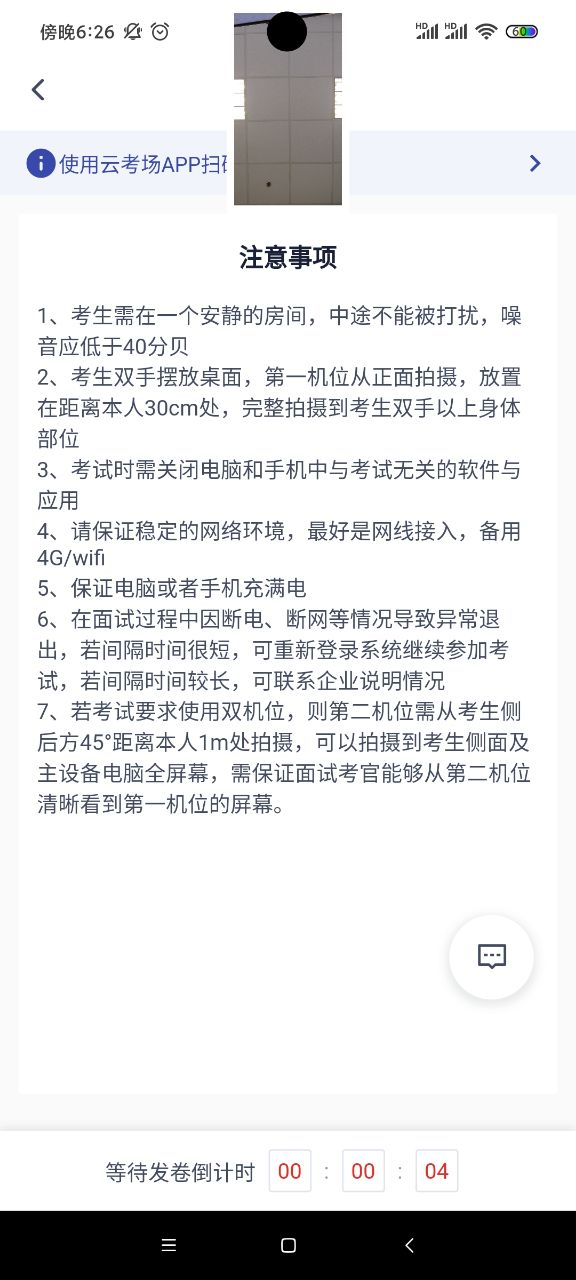 傍晚6:26
HD HD 60
使用云考场APP扫
注意事项
1、考生需在一个安静的房间，中途不能被打扰，噪
音应低于40分贝
2、考生双手摆放桌面，第一机位从正面拍摄，放置
在距离本人30cm处，完整拍摄到考生双手以上身体
部位
3、考试时需关闭电脑和手机中与考试无关的软件与
应用
4、请保证稳定的网络环境，最好是网线接入，备用
4G/wifi
5、保证电脑或者手机充满电
6、在面试过程中因断电、断网等情况导致异常退
出，若间隔时间很短，可重新登录系统继续参加考
试，若间隔时间较长，可联系企业说明情况
7、若考试要求使用双机位，则第二机位需从考生侧
后方45°距离本人1m处拍摄，可以拍摄到考生侧面及
主设备电脑全屏幕，需保证面试考官能够从第二机位
清晰看到第一机位的屏幕。
等待发卷倒计时 00 : 00 : 04